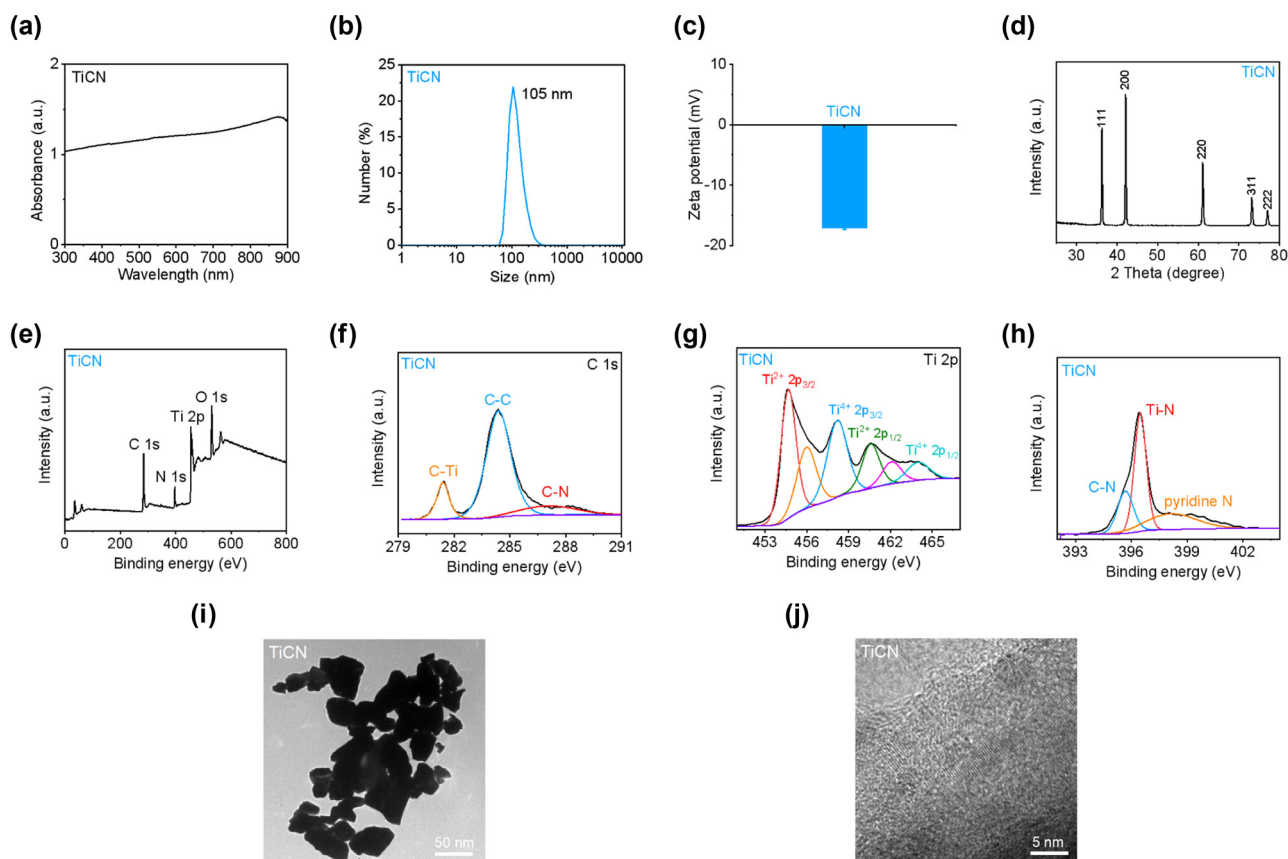 (a)
TiCN
2
1
0
Absorbance (a.u.)
300 400 500 600 700 800 900
Wavelength (nm)
(b)
TiCN
105 nm
25
20
15
10
5
0
Number (%)
1 10 100 1000 10000
Size (nm)
(c)
TiCN
10
0
-10
-20
Zeta potential (mV)
(d)
TiCN
111
200
220
311
222
Intensity (a.u.)
30 40 50 60 70 80
2 Theta (degree)
(e)
TiCN
O 1s
Ti 2p
C 1s
N 1s
Intensity (a.u.)
0 200 400 600 800
Binding energy (eV)
(f)
TiCN
C 1s
C-C
C-Ti
C-N
Intensity (a.u.)
279 282 285 288 291
Binding energy (eV)
(g)
TiCN
Ti 2p
Ti²⁺ 2p₃/₂
Ti⁴⁺ 2p₃/₂
Ti²⁺ 2p₁/₂
Ti⁴⁺ 2p₁/₂
Intensity (a.u.)
453 456 459 462 465
Binding energy (eV)
(h)
TiCN
Ti-N
C-N
pyridine N
Intensity (a.u.)
393 396 399 402
Binding energy (eV)
(i)
TiCN
50 nm
(j)
TiCN
5 nm